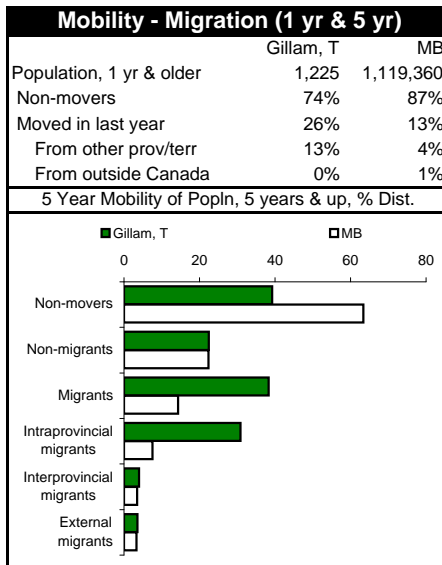 Mobility - Migration (1 yr & 5 yr)
Gillam, T MB
Population, 1 yr & older 1,225 1,119,360
Non-movers 74% 87%
Moved in last year 26% 13%
From other prov/terr 13% 4%
From outside Canada 0% 1%
5 Year Mobility of Popln, 5 years & up, % Dist.
Gillam, T MB
0 20 40 60 80
Non-movers
Non-migrants
Migrants
Intraprovincial
migrants
Interprovincial
migrants
External
migrants